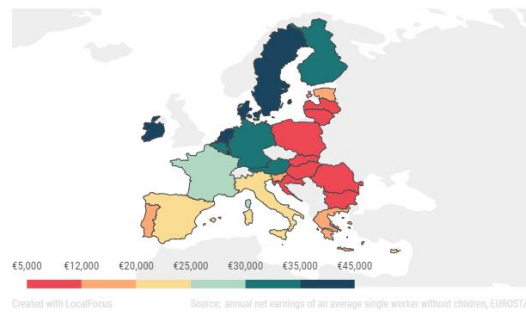 €5,000 €12,000 €20,000 €25,000 €30,000 €35,000 €45,000
Created with LocalFocus Source: annual net earnings of an average single worker without children, EUROSTA